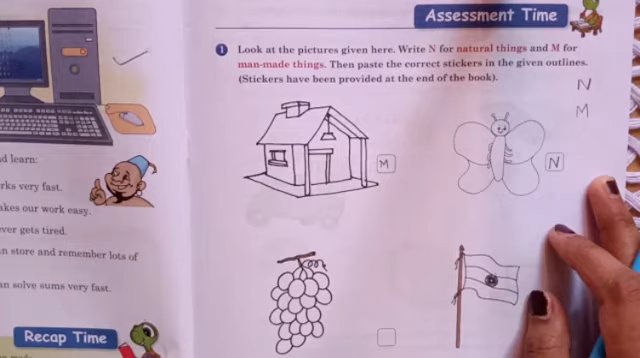 Assessment Time
1 Look at the pictures given here. Write N for natural things and M for
man-made things. Then paste the correct stickers in the given outlines.
(Stickers have been provided at the end of the book).
N
M
M
N
d learn:
rks very fast.
akes our work easy.
ver gets tired.
n store and remember lots of
an solve sums very fast.
Recap Time